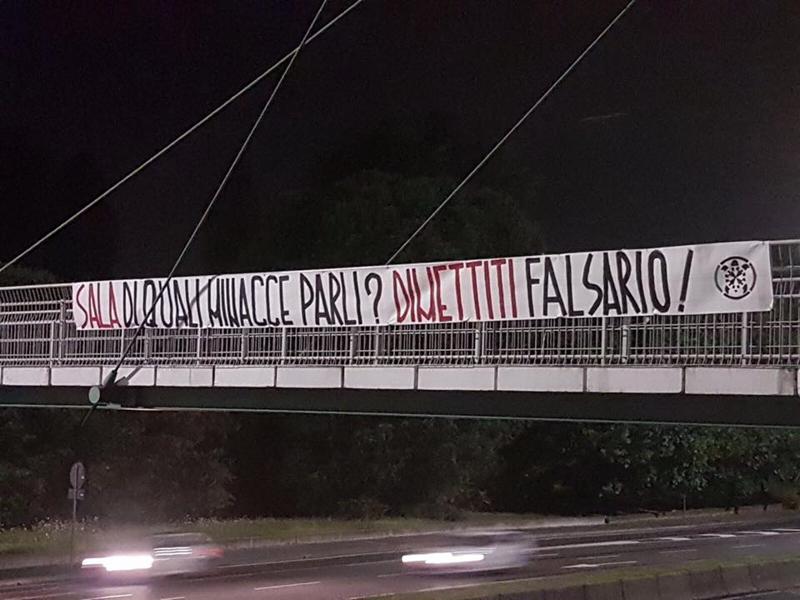 SALA DI QUALI MINACCE PARLI? DIMETTITI FALSARIO!